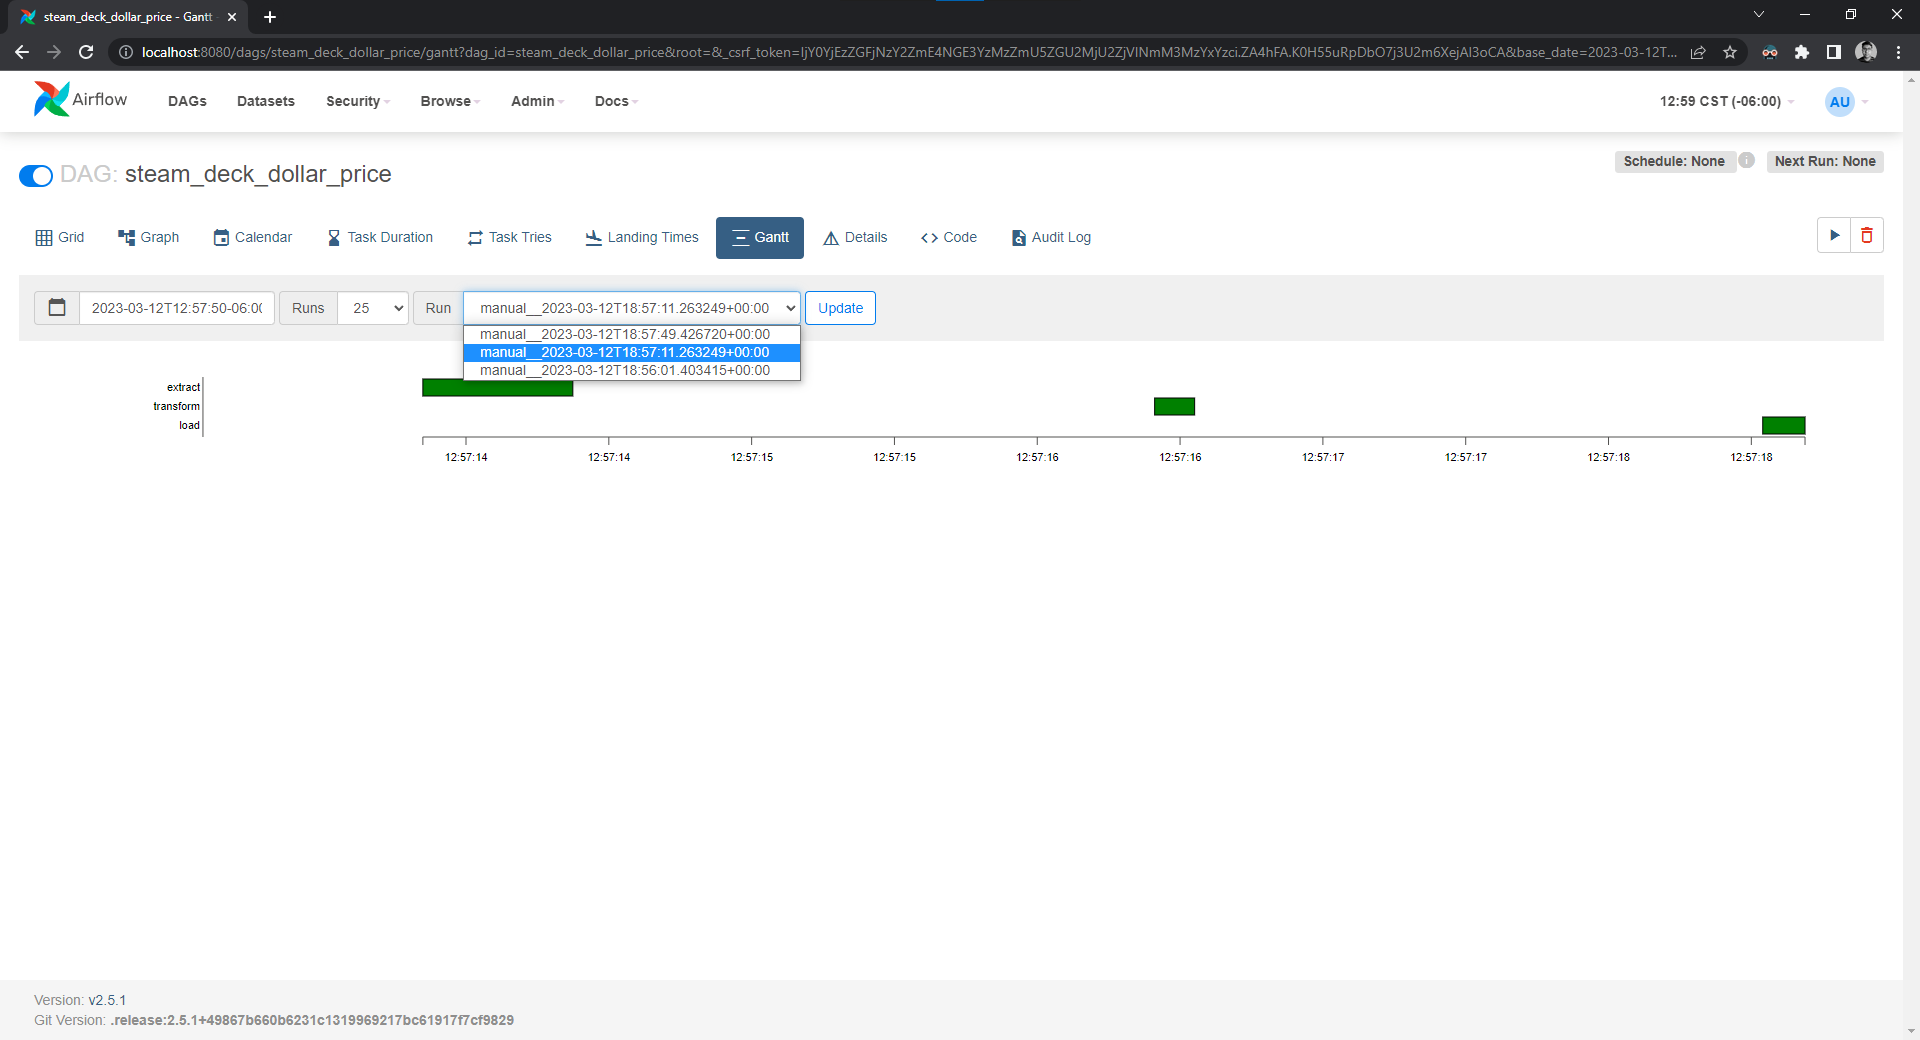 steam_deck_dollar_price - Gantt
localhost:8080/dags/steam_deck_dollar_price/gantt?dag_id=steam_deck_dollar_price&root=&_csrf_token=IjY0YjEzZGFjNzY2ZmE4NGE3YzMzZmU5ZGU2MjU2ZjVlNmM3MzYxYzci.ZA4hFA.K0H55uRpDbO7j3U2m6XejAl3oCA&base_date=2023-03-12T...
Airflow DAGs Datasets Security Browse Admin Docs 12:59 CST (-06:00) AU
DAG: steam_deck_dollar_price Schedule: None i Next Run: None
Grid Graph Calendar Task Duration Task Tries Landing Times Gantt Details Code Audit Log
2023-03-12T12:57:50-06:00 Runs 25 Run manual__2023-03-12T18:57:11.263249+00:00 Update
manual__2023-03-12T18:57:49.426720+00:00
manual__2023-03-12T18:57:11.263249+00:00
manual__2023-03-12T18:56:01.403415+00:00
extract
transform
load
12:57:14 12:57:14 12:57:15 12:57:15 12:57:16 12:57:16 12:57:17 12:57:17 12:57:18 12:57:18
Version: v2.5.1
Git Version: .release:2.5.1+49867b660b6231c1319969217bc61917f7cf9829